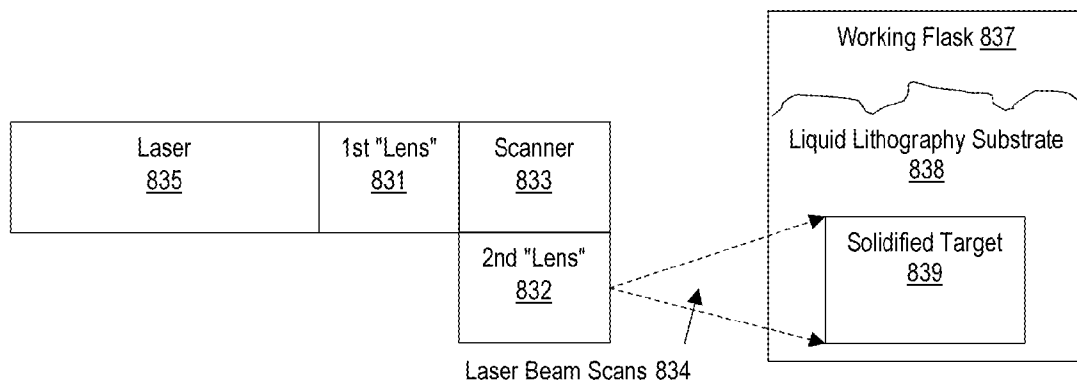 Working Flask 837
Laser
835
1st "Lens"
831
Scanner
833
Liquid Lithography Substrate
838
2nd "Lens"
832
Solidified Target
839
Laser Beam Scans 834